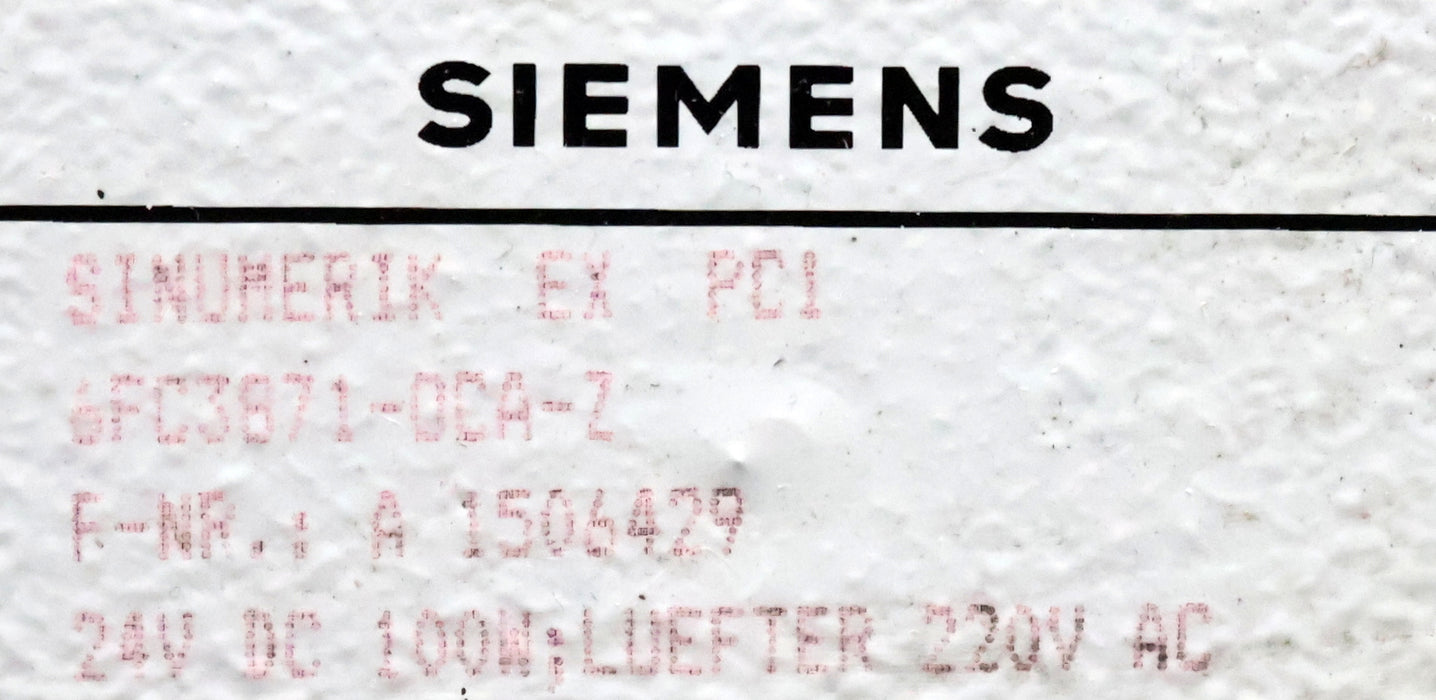 SIEMENS
SINUMERIK EX PC1
6FC3871-0CA-Z
F-NR.: A 1506429
24V DC 100W;LUEFTER 220V AC